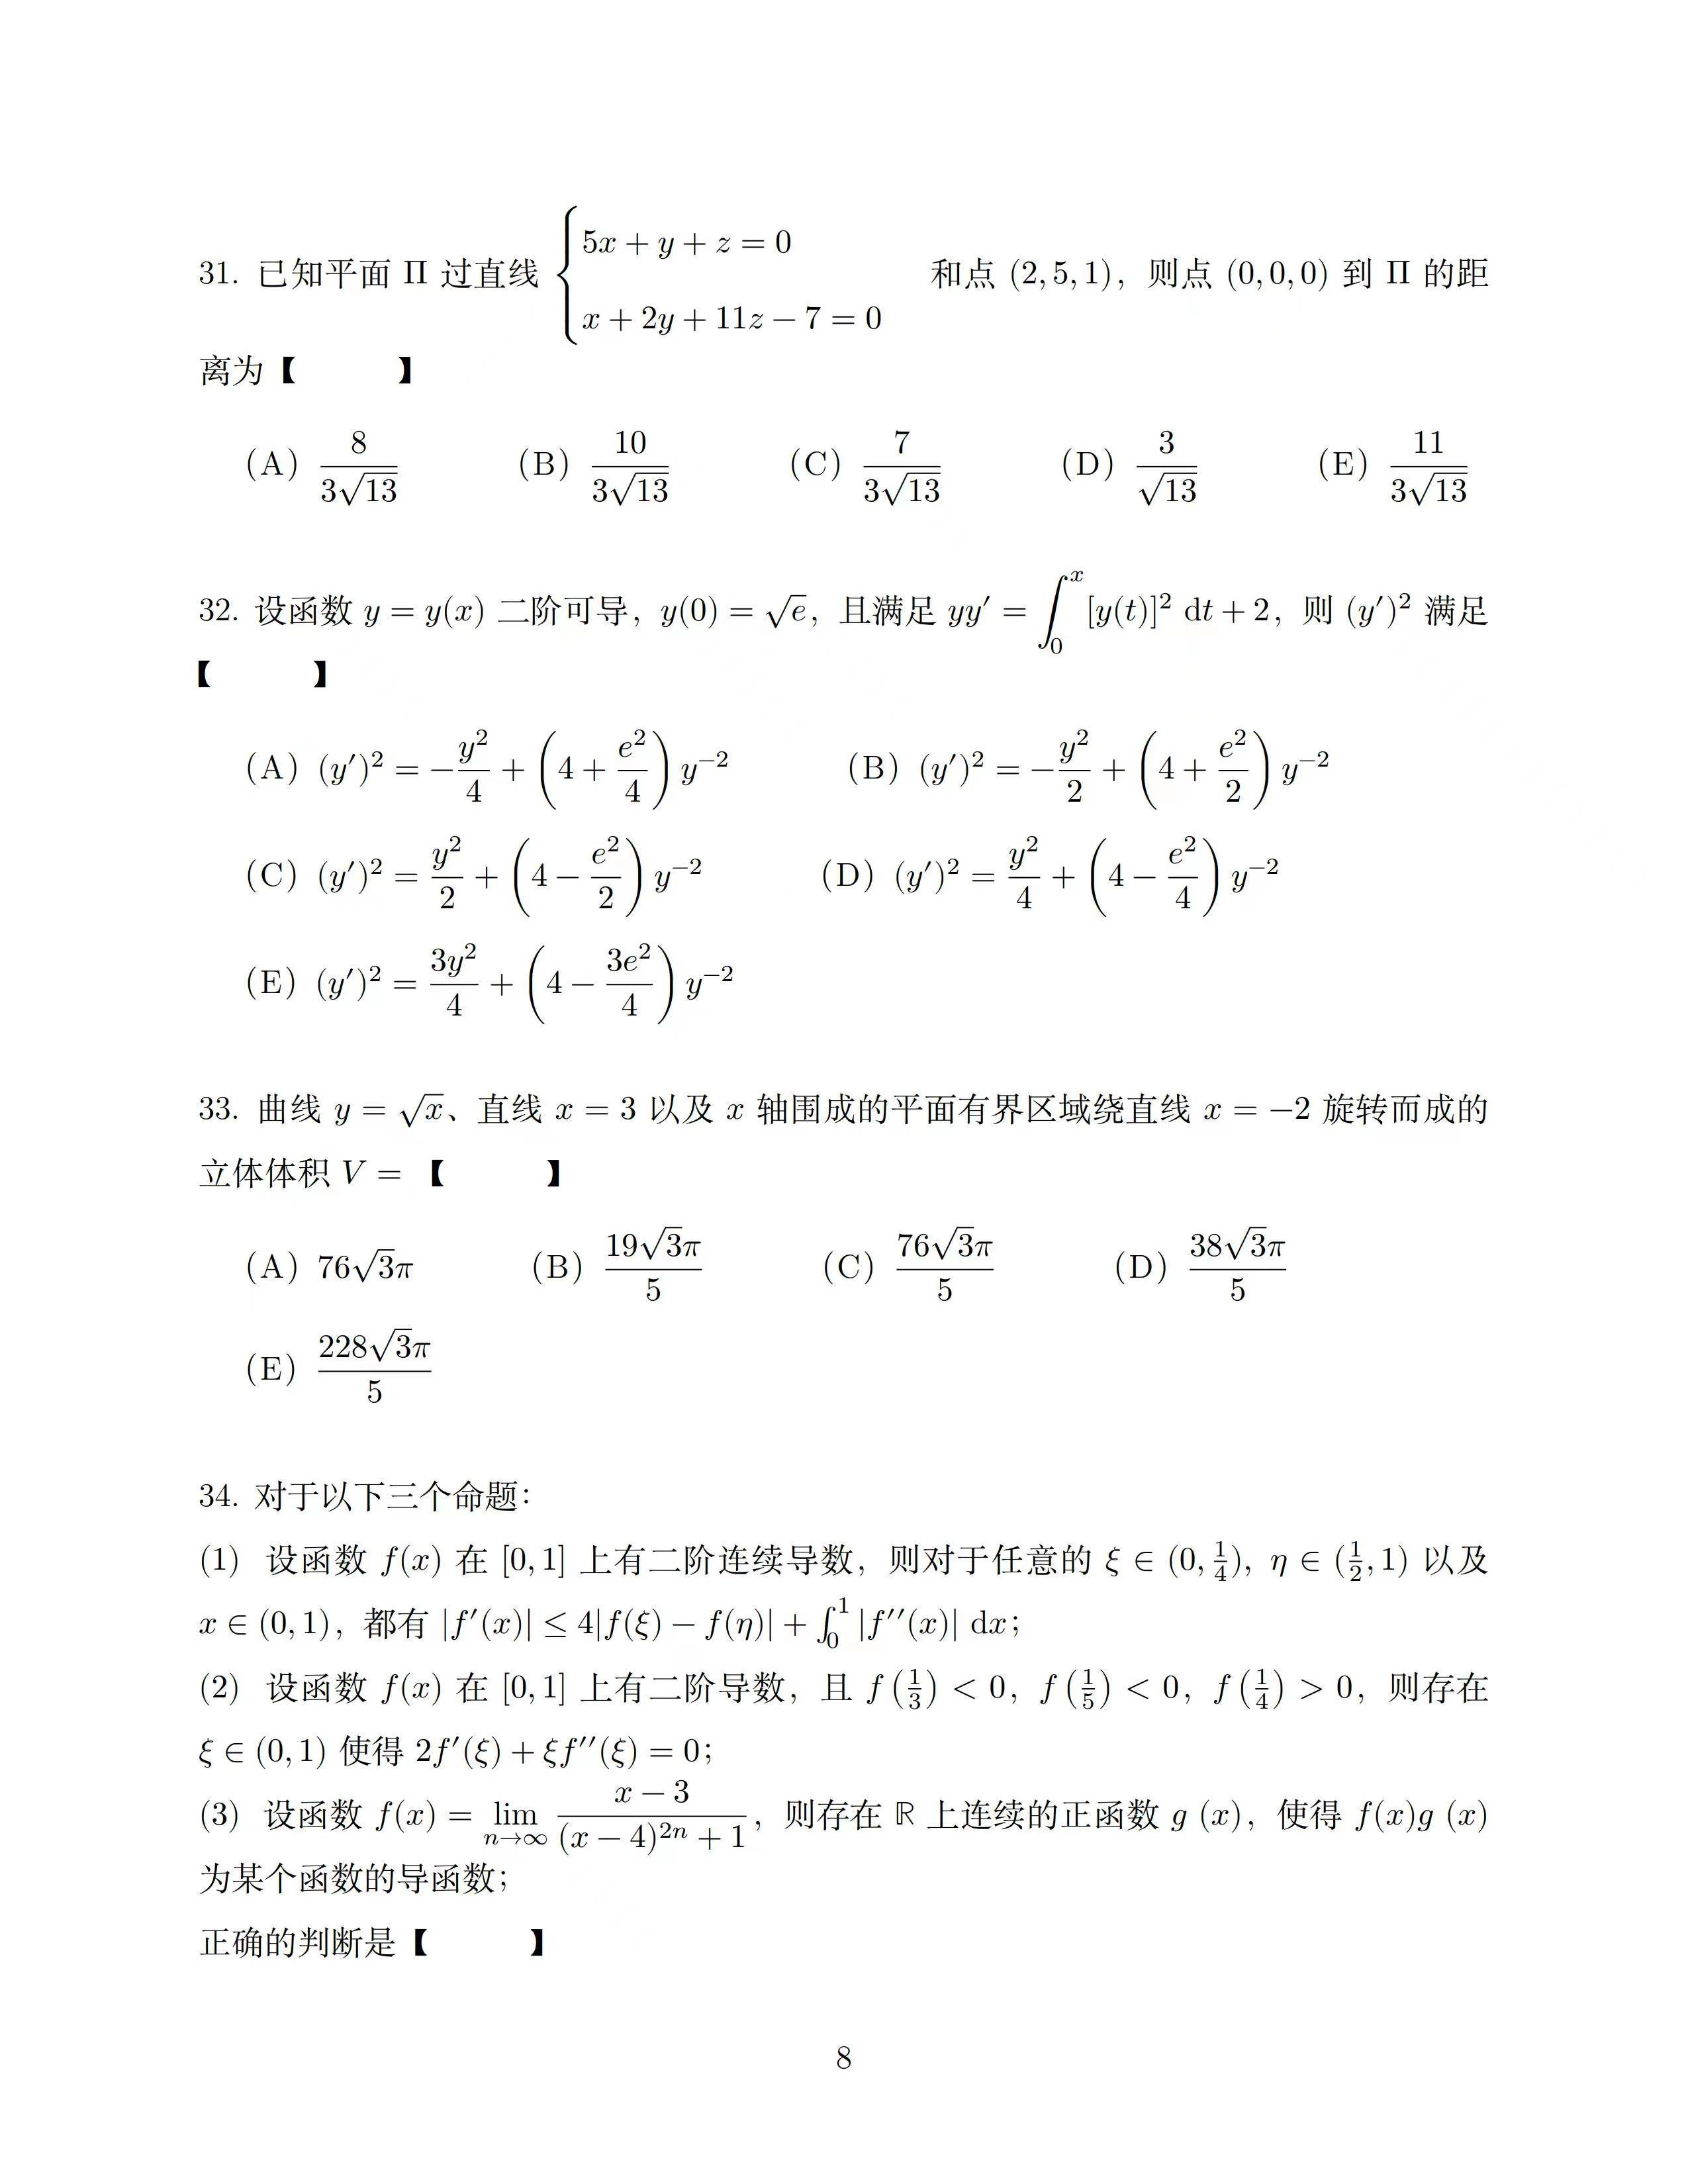 31. 已知平面 Π 过直线 { 5x + y + z = 0
x + 2y + 11z − 7 = 0 和点 (2, 5, 1)，则点 (0, 0, 0) 到 Π 的距
离为【 】
(A) 8/(3√13) (B) 10/(3√13) (C) 7/(3√13) (D) 3/√13 (E) 11/(3√13)
32. 设函数 y = y(x) 二阶可导，y(0) = √e，且满足 yy′ = ∫₀ˣ [y(t)]² dt + 2，则 (y′)² 满足
【 】
(A) (y′)² = −y²/4 + (4 + e²/4) y⁻² (B) (y′)² = −y²/2 + (4 + e²/2) y⁻²
(C) (y′)² = y²/2 + (4 − e²/2) y⁻² (D) (y′)² = y²/4 + (4 − e²/4) y⁻²
(E) (y′)² = 3y²/4 + (4 − 3e²/4) y⁻²
33. 曲线 y = √x、直线 x = 3 以及 x 轴围成的平面有界区域绕直线 x = −2 旋转而成的
立体体积 V = 【 】
(A) 76√3π (B) 19√3π/5 (C) 76√3π/5 (D) 38√3π/5
(E) 228√3π/5
34. 对于以下三个命题：
(1) 设函数 f(x) 在 [0, 1] 上有二阶连续导数，则对于任意的 ξ ∈ (0, 1/4), η ∈ (1/2, 1) 以及
x ∈ (0, 1)，都有 |f′(x)| ≤ 4|f(ξ) − f(η)| + ∫₀¹ |f′′(x)| dx；
(2) 设函数 f(x) 在 [0, 1] 上有二阶导数，且 f(1/3) < 0，f(1/5) < 0，f(1/4) > 0，则存在
ξ ∈ (0, 1) 使得 2f′(ξ) + ξf′′(ξ) = 0；
(3) 设函数 f(x) = lim n→∞ (x − 3)/((x − 4)²ⁿ + 1)，则存在 ℝ 上连续的正函数 g (x)，使得 f(x)g (x)
为某个函数的导函数；
正确的判断是【 】
8